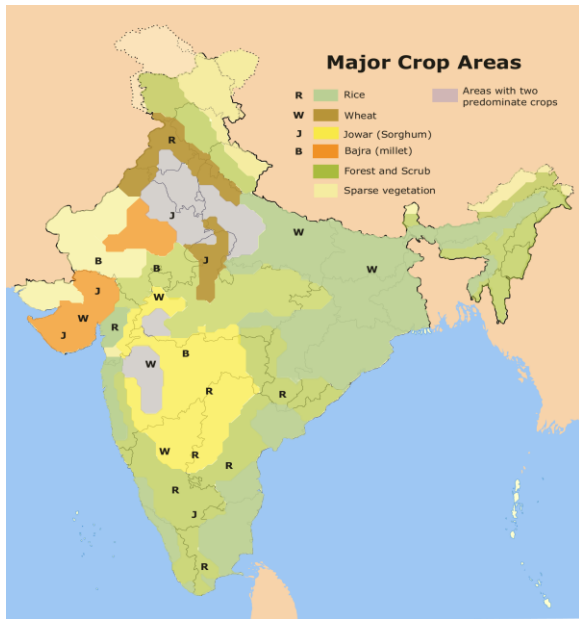 Major Crop Areas
R Rice
Areas with two
predominate crops
W Wheat
J Jowar (Sorghum)
B Bajra (millet)
Forest and Scrub
Sparse vegetation
R
J
W
W
B
B
J
J
W
W
J
R
B
W
R
R
W
R
R
R
J
R